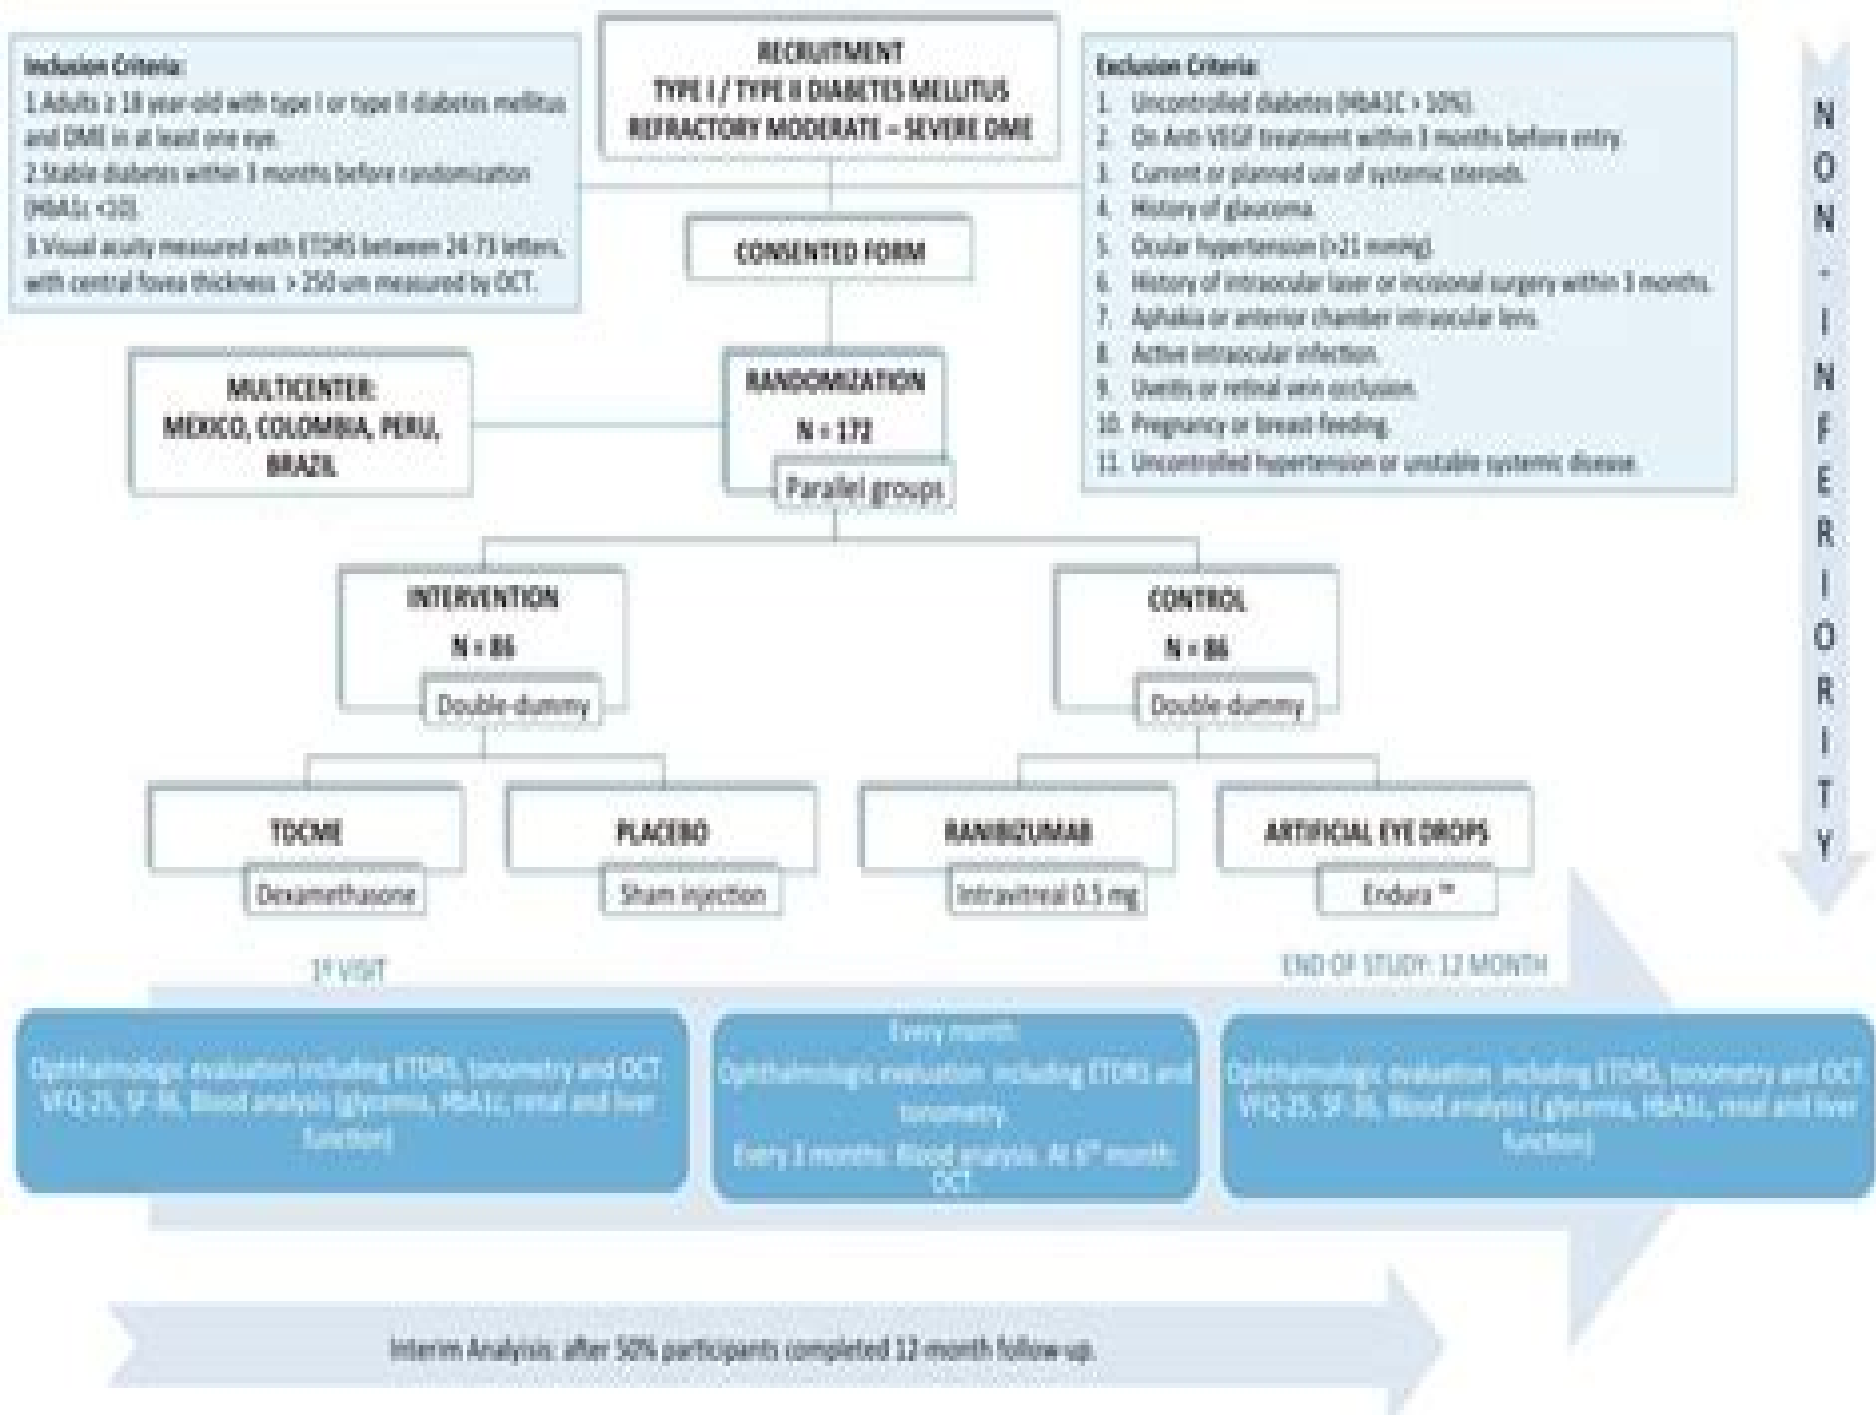 RECRUITMENT
TYPE I / TYPE II DIABETES MELLITUS
REFRACTORY MODERATE – SEVERE DME
Inclusion Criteria:
1.Adults ≥ 18 year-old with type I or type II diabetes mellitus
and DME in at least one eye.
2.Stable diabetes within 3 months before randomization
(HbA1c <10).
3.Visual acuity measured with ETDRS between 24-73 letters,
with central fovea thickness > 250 um measured by OCT.
Exclusion Criteria:
1. Uncontrolled diabetes (HbA1C > 10%).
2. On Anti-VEGF treatment within 3 months before entry.
3. Current or planned use of systemic steroids.
4. History of glaucoma.
5. Ocular hypertension (>21 mmHg).
6. History of intraocular laser or incisional surgery within 3 months.
7. Aphakia or anterior chamber intraocular lens.
8. Active intraocular infection.
9. Uveitis or retinal vein occlusion.
10. Pregnancy or breast feeding.
11. Uncontrolled hypertension or unstable systemic disease.
CONSENTED FORM
MULTICENTER:
MEXICO, COLOMBIA, PERU,
BRAZIL
RANDOMIZATION
N = 172
Parallel groups
INTERVENTION
N = 86
Double-dummy
CONTROL
N = 86
Double-dummy
TDCME
Dexamethasone
PLACEBO
Sham injection
RANIBIZUMAB
Intravitreal 0.5 mg
ARTIFICIAL EYE DROPS
Endura ™
NON-INFERIORITY
1º VISIT
END OF STUDY: 12 MONTH
Ophthalmologic evaluation including ETDRS, tonometry and OCT
VFQ-25, SF-36, Blood analysis (glycemia, HbA1c, renal and liver
function)
Every month:
Ophthalmologic evaluation including ETDRS and
tonometry
Every 3 months: Blood analysis. At 6th month:
OCT.
Ophthalmologic evaluation including ETDRS, tonometry and OCT
VFQ-25, SF-36, Blood analysis ( glycemia, HbA1c, renal and liver
function)
Interim Analyisis: after 50% participants completed 12-month follow-up.